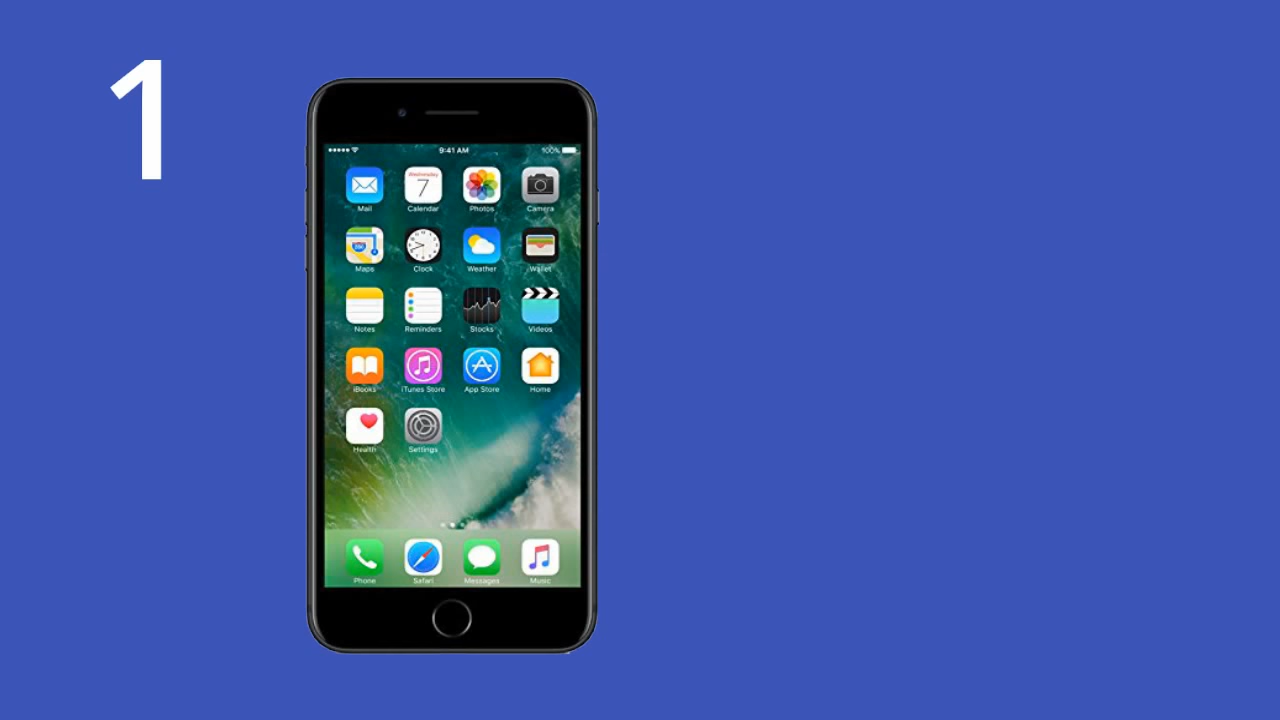 1
9:41 AM 100%
Wednesday
7
Mail Calendar Photos Camera
Maps Clock Weather Wallet
Notes Reminders Stocks Videos
iBooks iTunes Store App Store Home
Health Settings
Phone Safari Messages Music